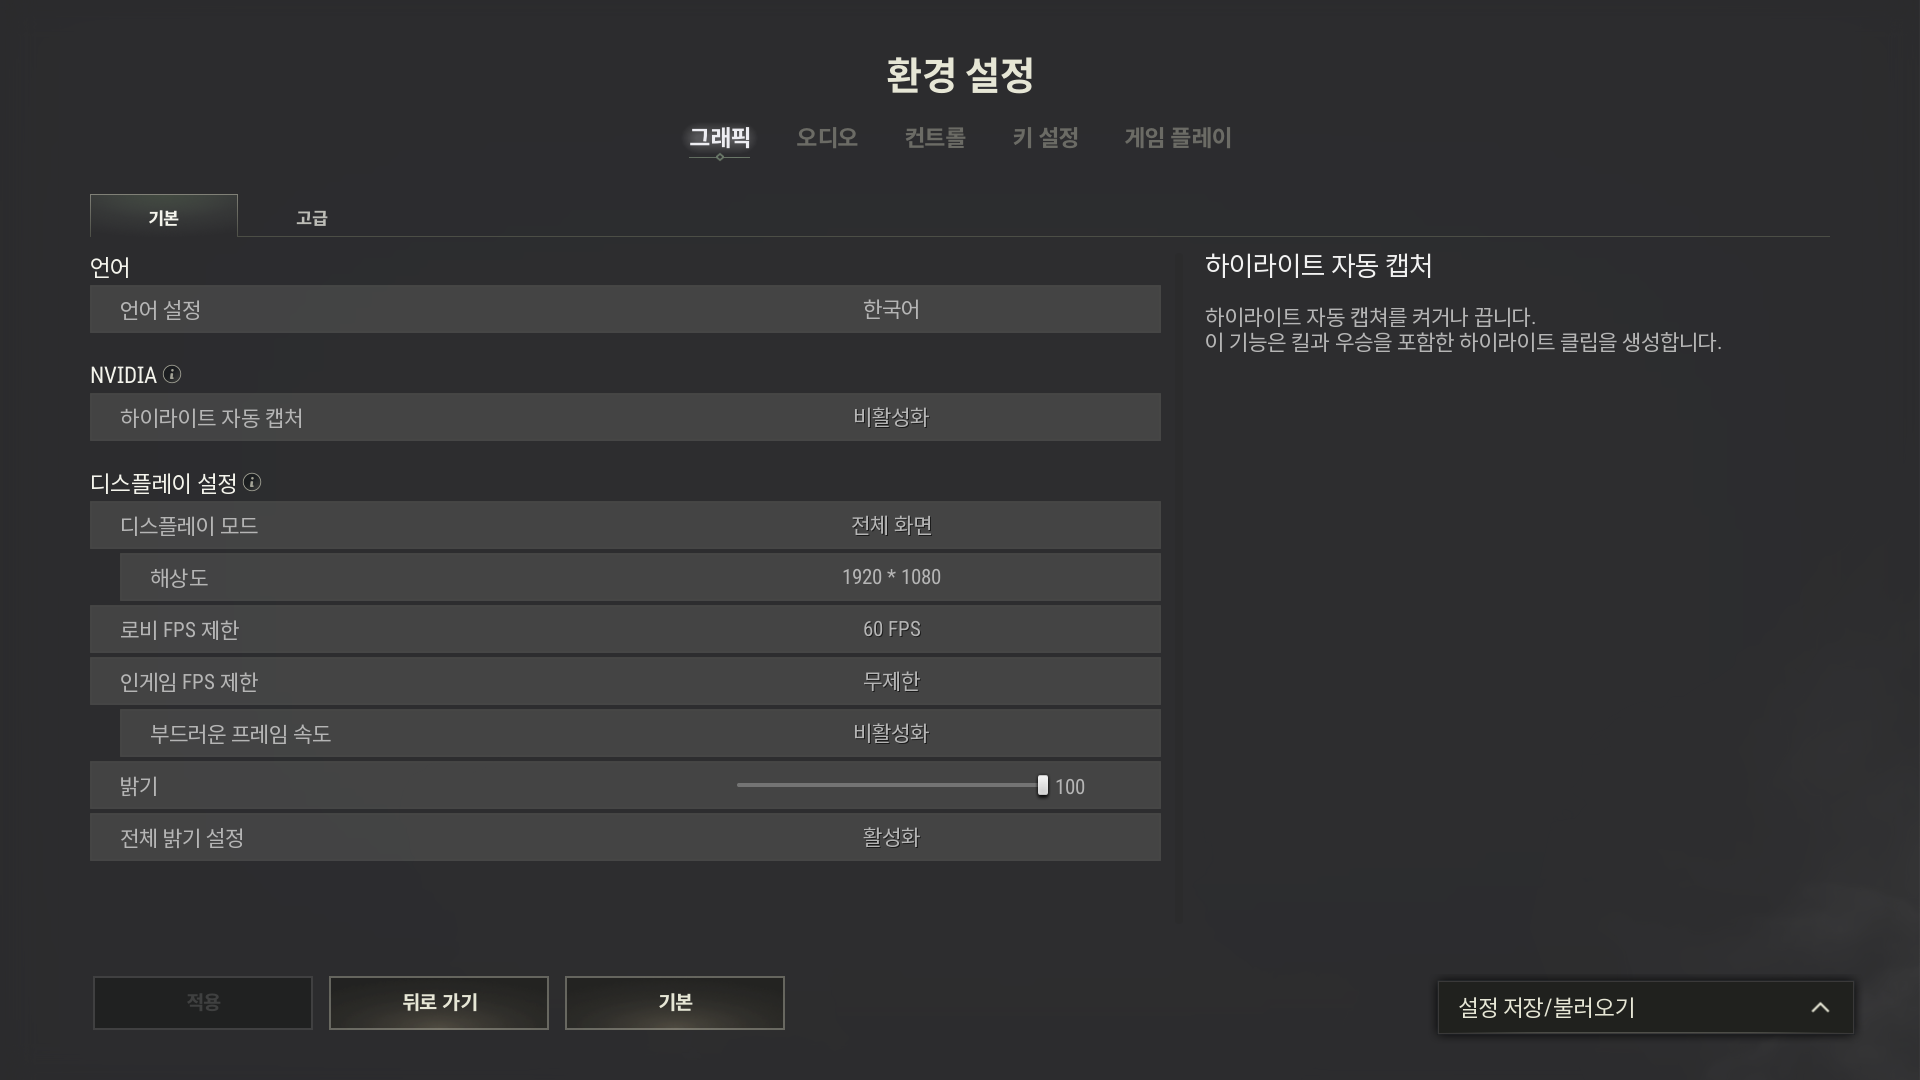 환경 설정
그래픽 오디오 컨트롤 키 설정 게임 플레이
기본 고급
언어
언어 설정 한국어
NVIDIA
하이라이트 자동 캡처 비활성화
디스플레이 설정
디스플레이 모드 전체 화면
해상도 1920 * 1080
로비 FPS 제한 60 FPS
인게임 FPS 제한 무제한
부드러운 프레임 속도 비활성화
밝기 100
전체 밝기 설정 활성화
하이라이트 자동 캡처
하이라이트 자동 캡쳐를 켜거나 끕니다.
이 기능은 킬과 우승을 포함한 하이라이트 클립을 생성합니다.
적용 뒤로 가기 기본
설정 저장/불러오기